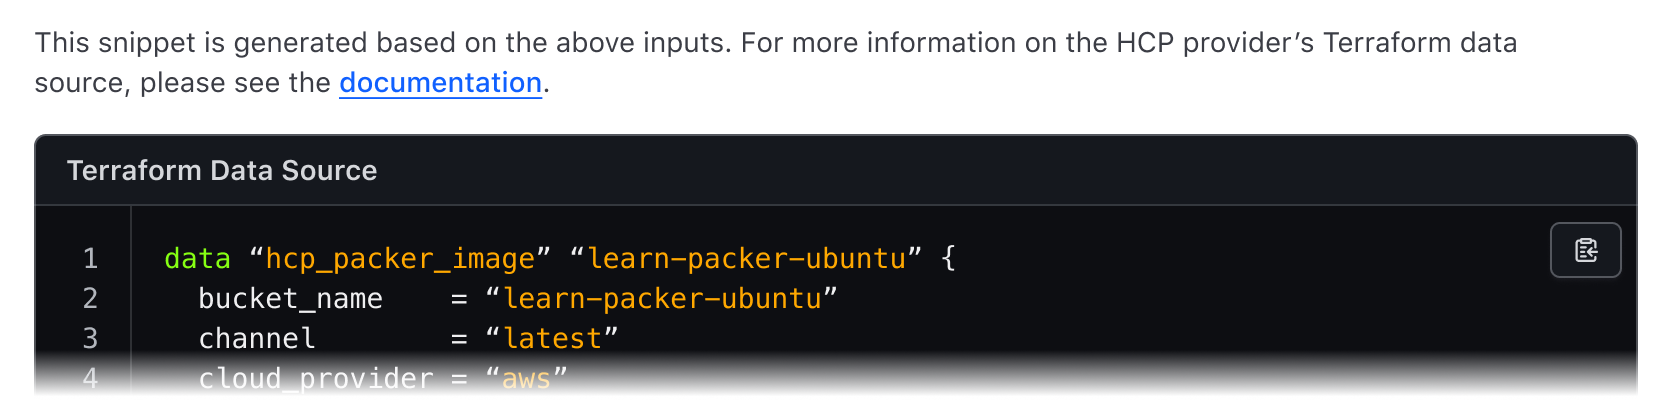 This snippet is generated based on the above inputs. For more information on the HCP provider’s Terraform data
source, please see the documentation.
Terraform Data Source
1 data “hcp_packer_image” “learn-packer-ubuntu” {
2 bucket_name = “learn-packer-ubuntu”
3 channel = “latest”
4 cloud_provider = “aws”